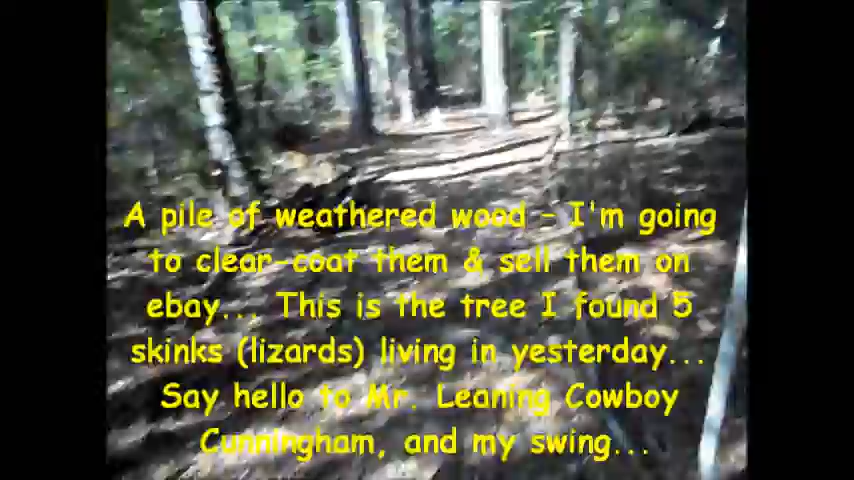 A pile of weathered wood - I'm going
to clear-coat them & sell them on
ebay... This is the tree I found 5
skinks (lizards) living in yesterday...
Say hello to Mr. Leaning Cowboy
Cunningham, and my swing...